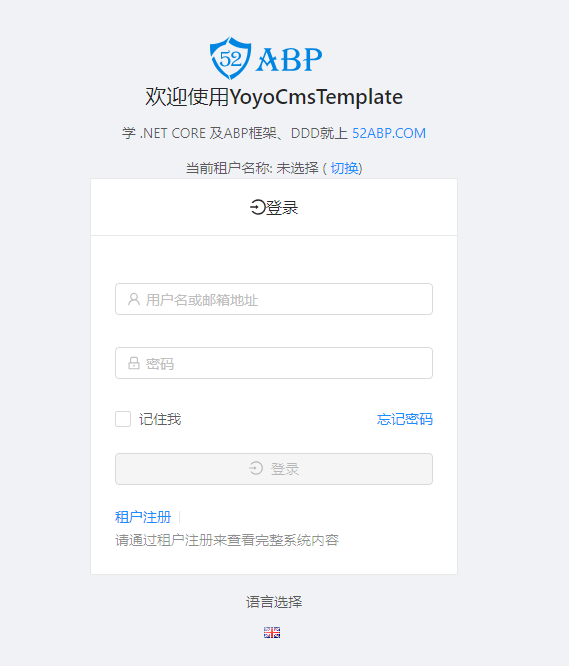 52 ABP
欢迎使用YoyoCmsTemplate
学 .NET CORE 及ABP框架、DDD就上 52ABP.COM
当前租户名称: 未选择 ( 切换)
登录
用户名或邮箱地址
密码
记住我 忘记密码
登录
租户注册
请通过租户注册来查看完整系统内容
语言选择